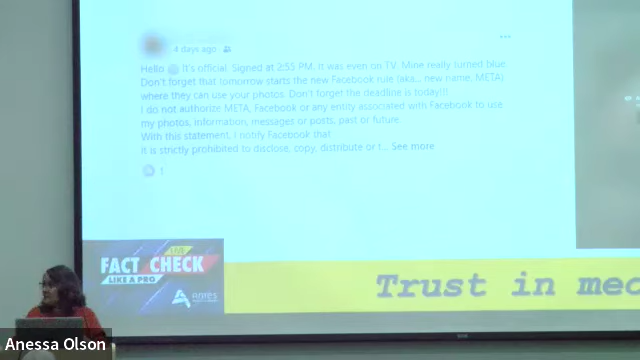 4 days ago
Hello It's official. Signed at 2:55 PM. It was even on TV. Mine really turned blue.
Don't forget that tomorrow starts the new Facebook rule (aka... new name, META)
where they can use your photos. Don't forget the deadline is today!!!
I do not authorize META, Facebook or any entity associated with Facebook to use
my photos, information, messages or posts, past or future.
With this statement, I notify Facebook that
It is strictly prohibited to disclose, copy, distribute or t... See more
1
LIVE
FACT CHECK
LIKE A PRO
Trust in med
Anessa Olson